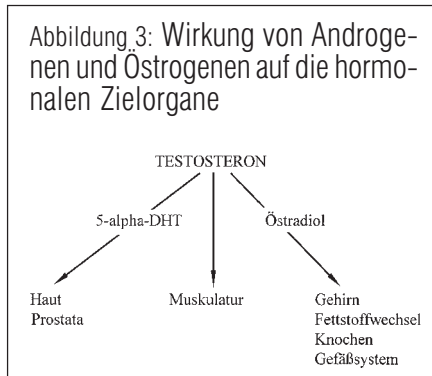 Abbildung 3: Wirkung von Androge-
nen und Östrogenen auf die hormo-
nalen Zielorgane
TESTOSTERON
5-alpha-DHT Östradiol
Haut Muskulatur Gehirn
Prostata Fettstoffwechsel
Knochen
Gefäßsystem